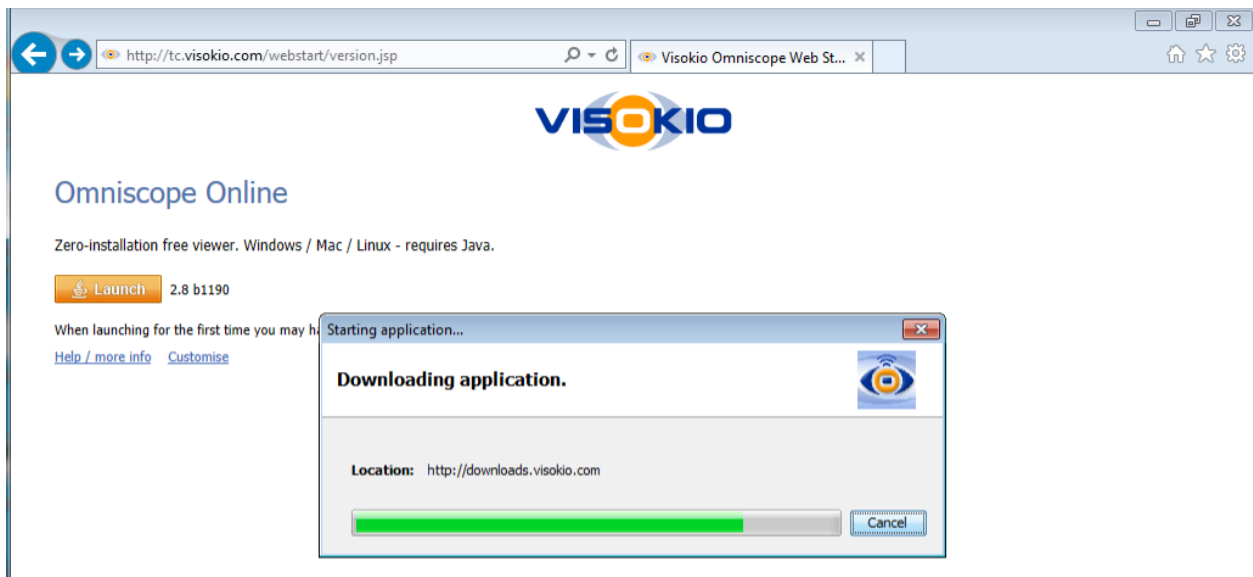 http://tc.visokio.com/webstart/version.jsp
Visokio Omniscope Web St...
VISOKIO
Omniscope Online
Zero-installation free viewer. Windows / Mac / Linux - requires Java.
Launch 2.8 b1190
When launching for the first time you may h
Help / more info Customise
Starting application...
Downloading application.
Location: http://downloads.visokio.com
Cancel